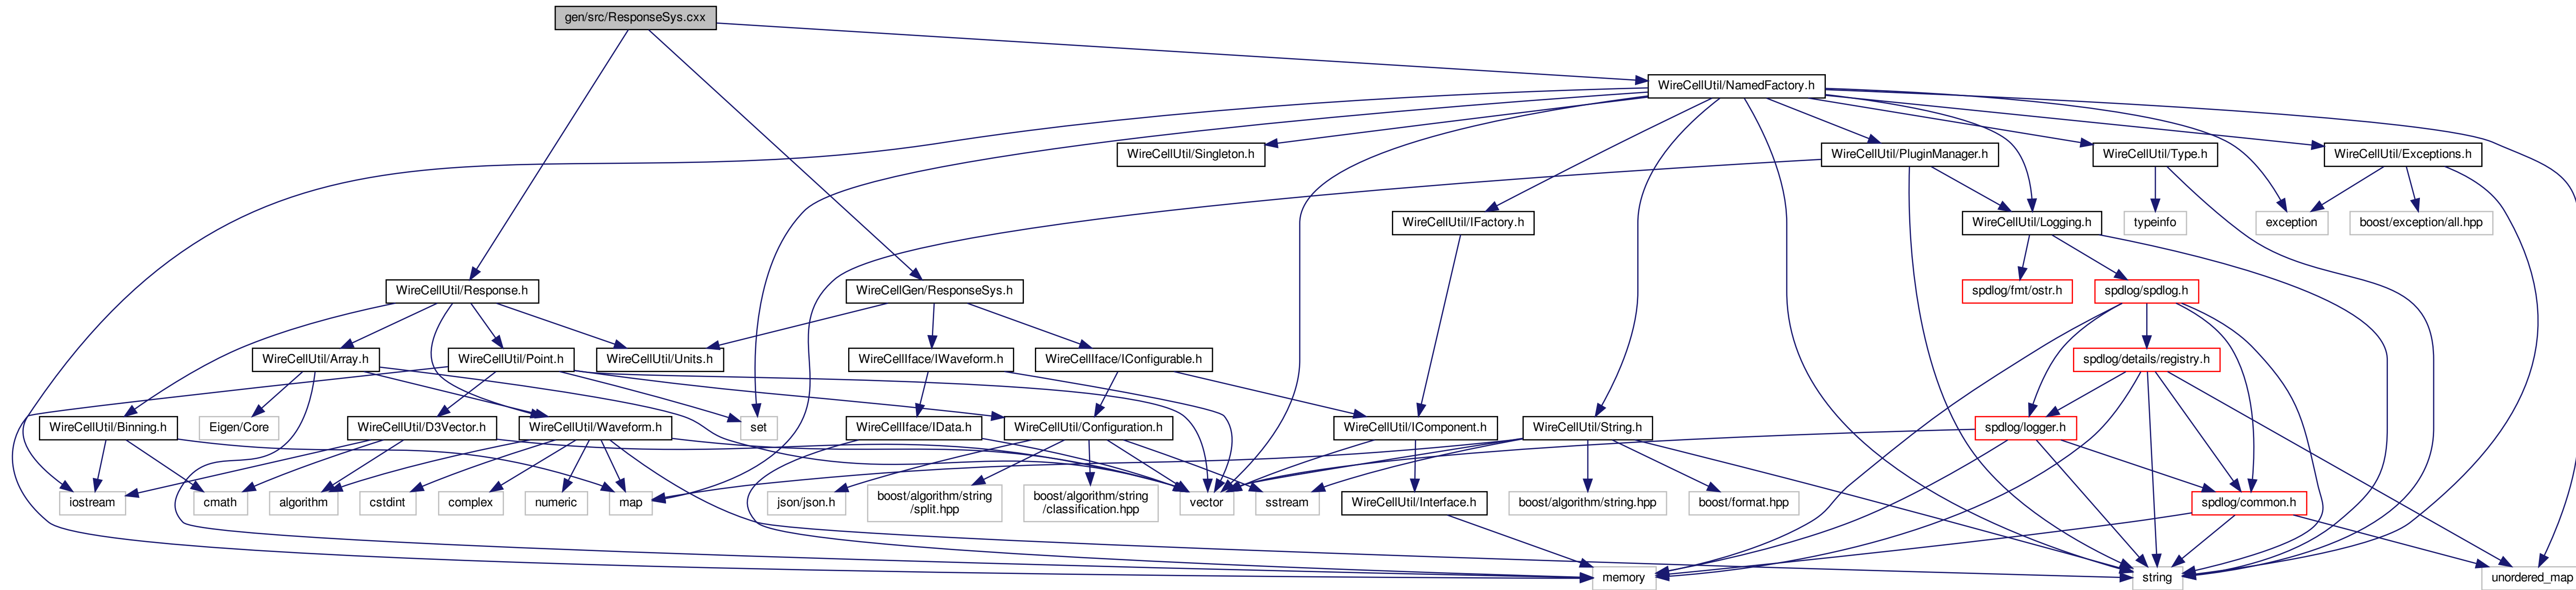 gen/src/ResponseSys.cxx
WireCellUtil/NamedFactory.h
WireCellUtil/Singleton.h
WireCellUtil/PluginManager.h
WireCellUtil/Type.h
WireCellUtil/Exceptions.h
WireCellUtil/IFactory.h
WireCellUtil/Logging.h
typeinfo
exception
boost/exception/all.hpp
WireCellUtil/Response.h
WireCellGen/ResponseSys.h
spdlog/fmt/ostr.h
spdlog/spdlog.h
WireCellUtil/Array.h
WireCellUtil/Point.h
WireCellUtil/Units.h
WireCellIface/IWaveform.h
WireCellIface/IConfigurable.h
spdlog/details/registry.h
WireCellUtil/Binning.h
Eigen/Core
WireCellUtil/D3Vector.h
WireCellUtil/Waveform.h
set
WireCellIface/IData.h
WireCellUtil/Configuration.h
WireCellUtil/IComponent.h
WireCellUtil/String.h
spdlog/logger.h
iostream
cmath
algorithm
cstdint
complex
numeric
map
json/json.h
boost/algorithm/string
/split.hpp
boost/algorithm/string
/classification.hpp
vector
sstream
WireCellUtil/Interface.h
boost/algorithm/string.hpp
boost/format.hpp
spdlog/common.h
memory
string
unordered_map